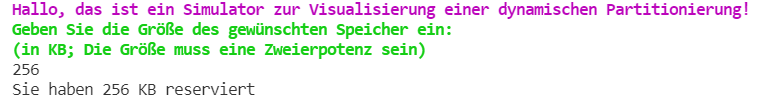 Hallo, das ist ein Simulator zur Visualisierung einer dynamischen Partitionierung!
Geben Sie die Größe des gewünschten Speicher ein:
(in KB; Die Größe muss eine Zweierpotenz sein)
256
Sie haben 256 KB reserviert